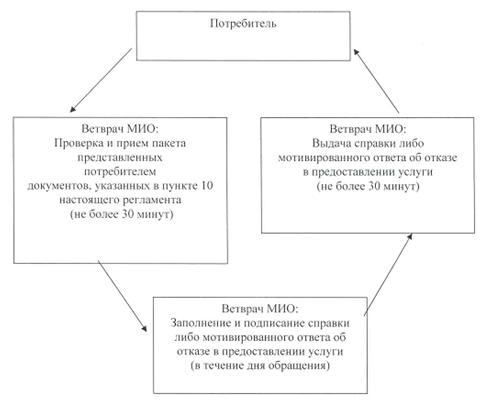 Потребитель
Ветврач МИО:
Проверка и прием пакета
представленных
потребителем
документов, указанных в пункте 10
настоящего регламента
(не более 30 минут)
Ветврач МИО:
Выдача справки либо
мотивированного ответа об отказе
в предоставлении услуги
(не более 30 минут)
Ветврач МИО:
Заполнение и подписание справки
либо мотивированного ответа об
отказе в предоставлении услуги
(в течение дня обращения)